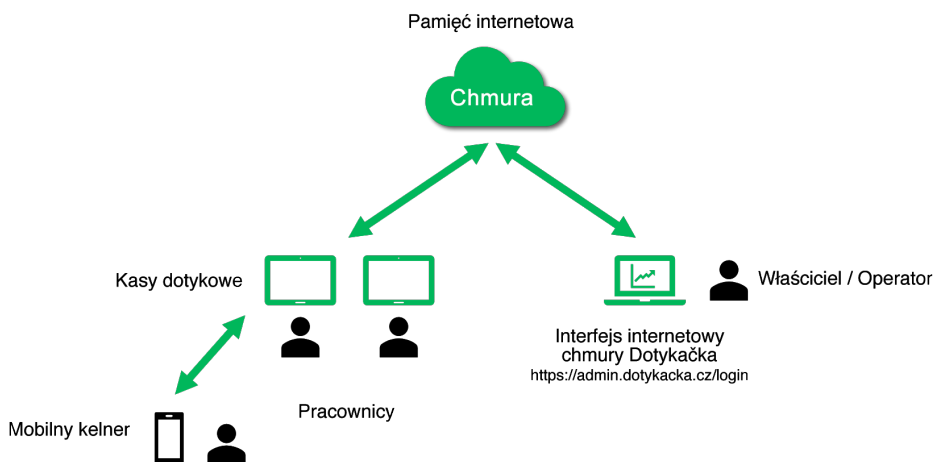 Pamięć internetowa
Chmura
Kasy dotykowe
Właściciel / Operator
Interfejs internetowy
chmury Dotykačka
https://admin.dotykacka.cz/login
Pracownicy
Mobilny kelner